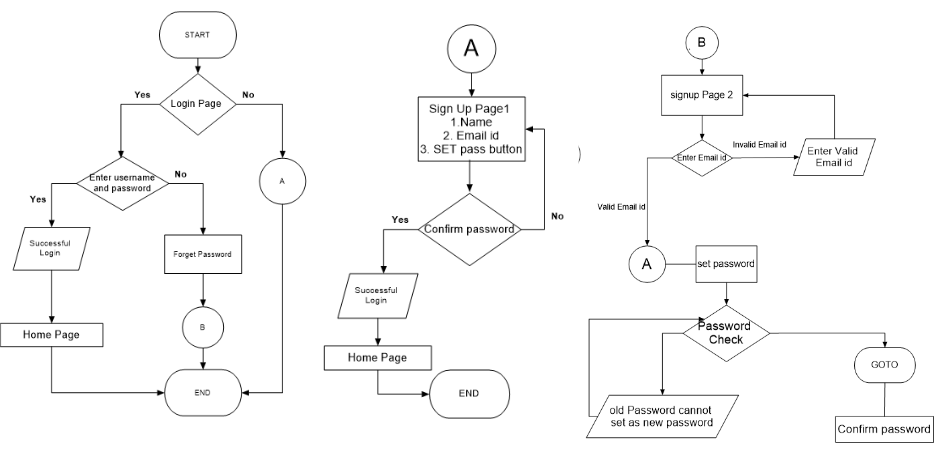 START
Login Page
Yes
No
Enter username
and password
Yes
No
A
Successful
Login
Forget Password
B
Home Page
END
A
Sign Up Page1
1.Name
2. Email id
3. SET pass button
Confirm password
Yes
No
Successful
Login
Home Page
END
)
B
signup Page 2
Enter Email id
Invalid Email id
Enter Valid
Email id
Valid Email id
A
set password
Password
Check
old Password cannot
set as new password
GOTO
Confirm password